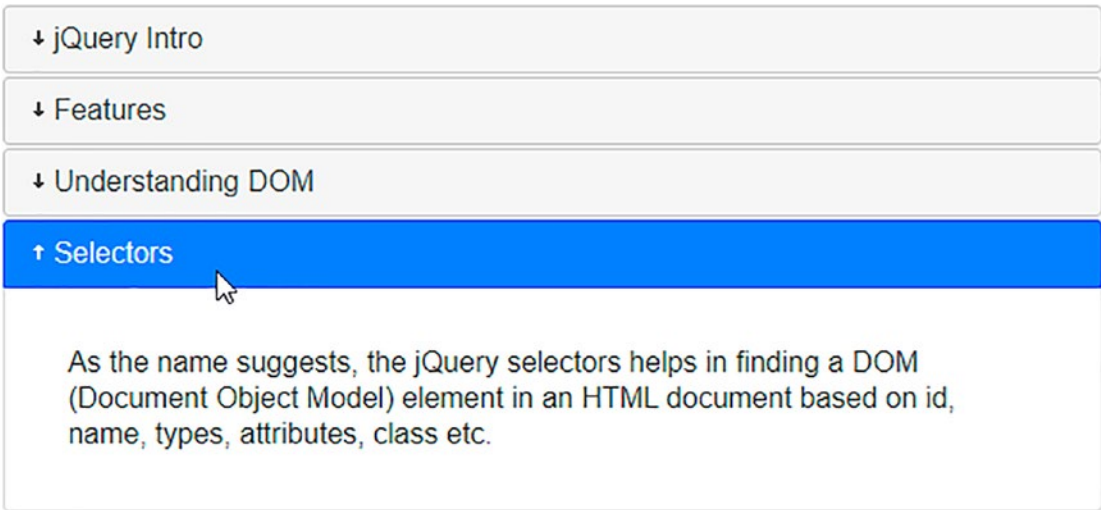 jQuery Intro
Features
Understanding DOM
Selectors
As the name suggests, the jQuery selectors helps in finding a DOM
(Document Object Model) element in an HTML document based on id,
name, types, attributes, class etc.